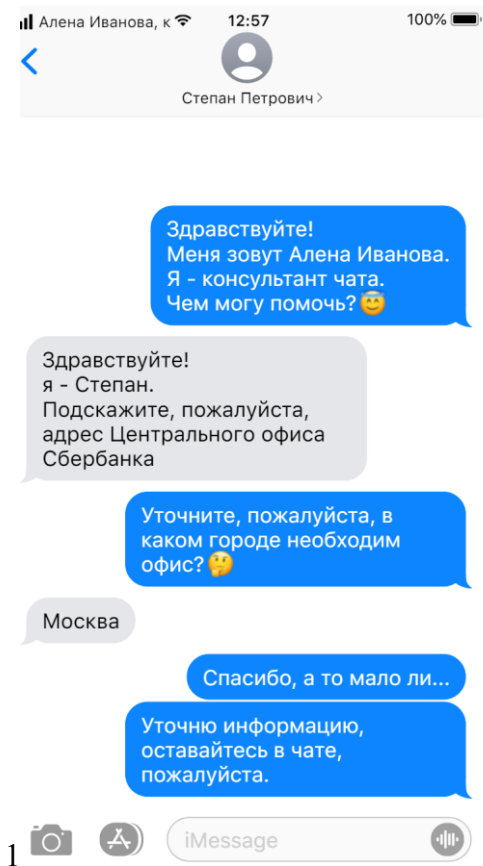 Алена Иванова, к 12:57 100%
Степан Петрович
Здравствуйте!
Меня зовут Алена Иванова.
Я - консультант чата.
Чем могу помочь?😇
Здравствуйте!
я - Степан.
Подскажите, пожалуйста,
адрес Центрального офиса
Сбербанка
Уточните, пожалуйста, в
каком городе необходим
офис?🤔
Москва
Спасибо, а то мало ли...
Уточню информацию,
оставайтесь в чате,
пожалуйста.
1 iMessage